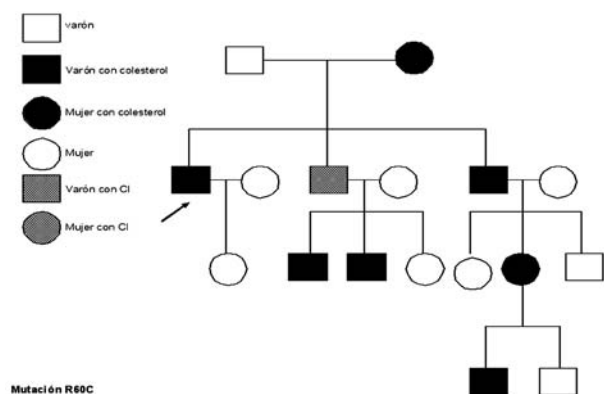 varón
Varón con colesterol
Mujer con colesterol
Mujer
Varón con CI
Mujer con CI
Mutación R60C